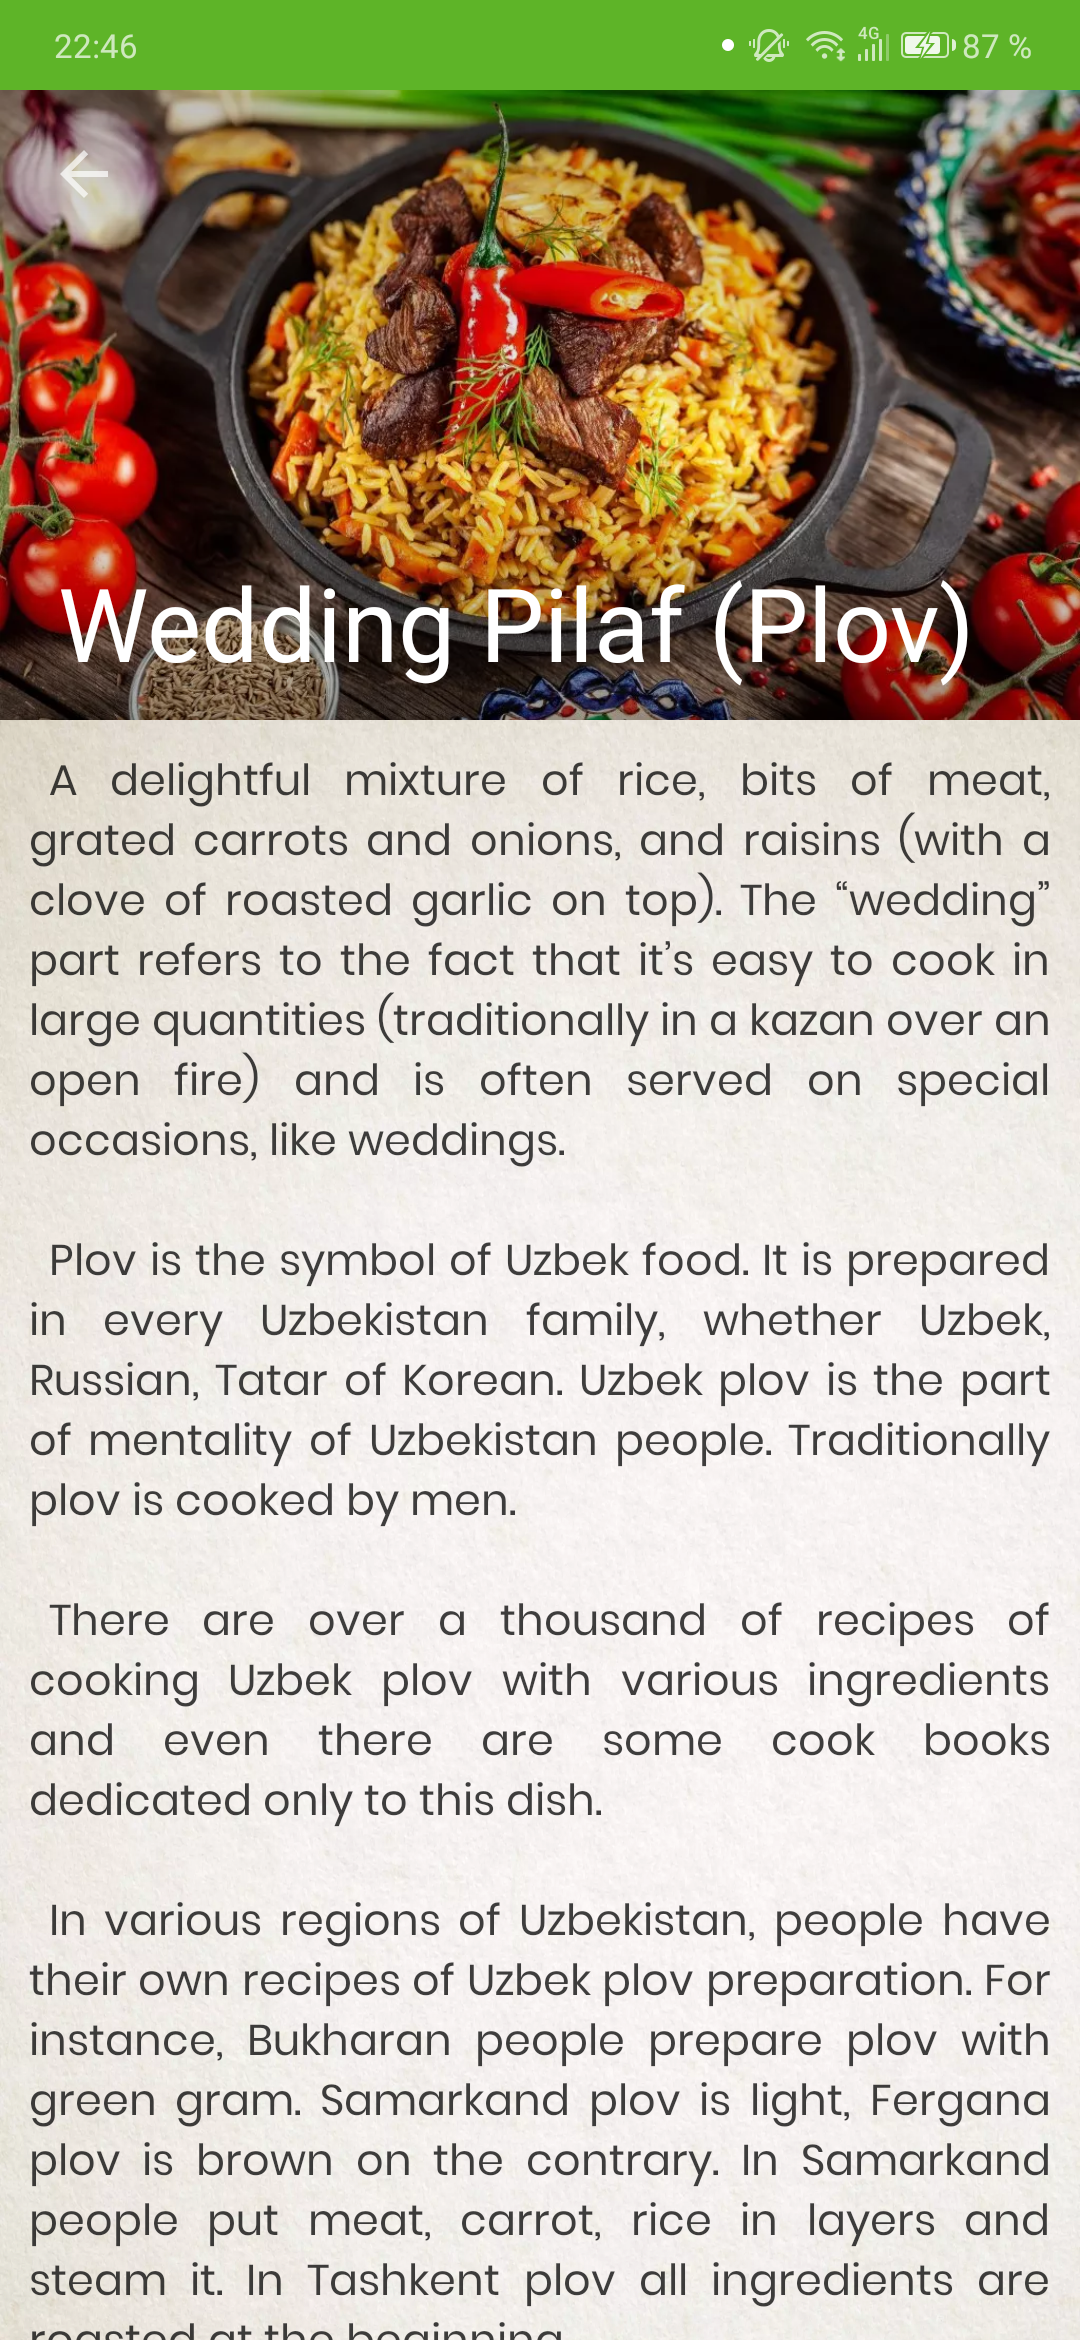 22:46
4G
87 %
Wedding Pilaf (Plov)
A delightful mixture of rice, bits of meat,
grated carrots and onions, and raisins (with a
clove of roasted garlic on top). The “wedding”
part refers to the fact that it’s easy to cook in
large quantities (traditionally in a kazan over an
open fire) and is often served on special
occasions, like weddings.
Plov is the symbol of Uzbek food. It is prepared
in every Uzbekistan family, whether Uzbek,
Russian, Tatar of Korean. Uzbek plov is the part
of mentality of Uzbekistan people. Traditionally
plov is cooked by men.
There are over a thousand of recipes of
cooking Uzbek plov with various ingredients
and even there are some cook books
dedicated only to this dish.
In various regions of Uzbekistan, people have
their own recipes of Uzbek plov preparation. For
instance, Bukharan people prepare plov with
green gram. Samarkand plov is light, Fergana
plov is brown on the contrary. In Samarkand
people put meat, carrot, rice in layers and
steam it. In Tashkent plov all ingredients are
roasted at the beginning.